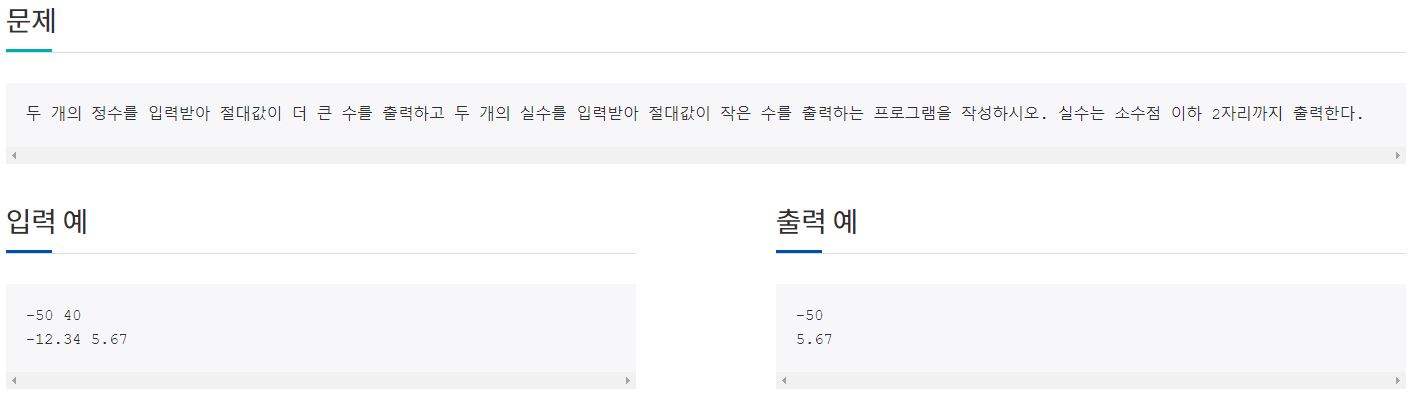 문제
두 개의 정수를 입력받아 절대값이 더 큰 수를 출력하고 두 개의 실수를 입력받아 절대값이 작은 수를 출력하는 프로그램을 작성하시오. 실수는 소수점 이하 2자리까지 출력한다.
입력 예
-50 40
-12.34 5.67
출력 예
-50
5.67